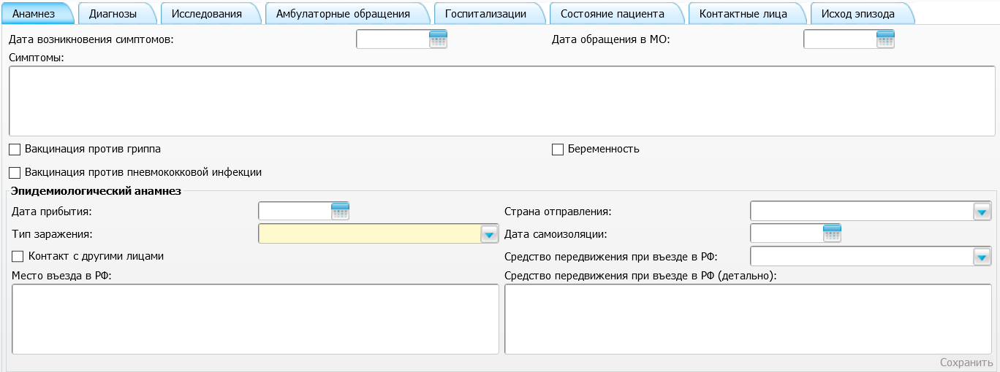 Анамнез Диагнозы Исследования Амбулаторные обращения Госпитализации Состояние пациента Контактные лица Исход эпизода
Дата возникновения симптомов: Дата обращения в МО:
Симптомы:
Вакцинация против гриппа Беременность
Вакцинация против пневмококковой инфекции
Эпидемиологический анамнез
Дата прибытия: Страна отправления:
Тип заражения: Дата самоизоляции:
Контакт с другими лицами Средство передвижения при въезде в РФ:
Место въезда в РФ: Средство передвижения при въезде в РФ (детально):
Сохранить